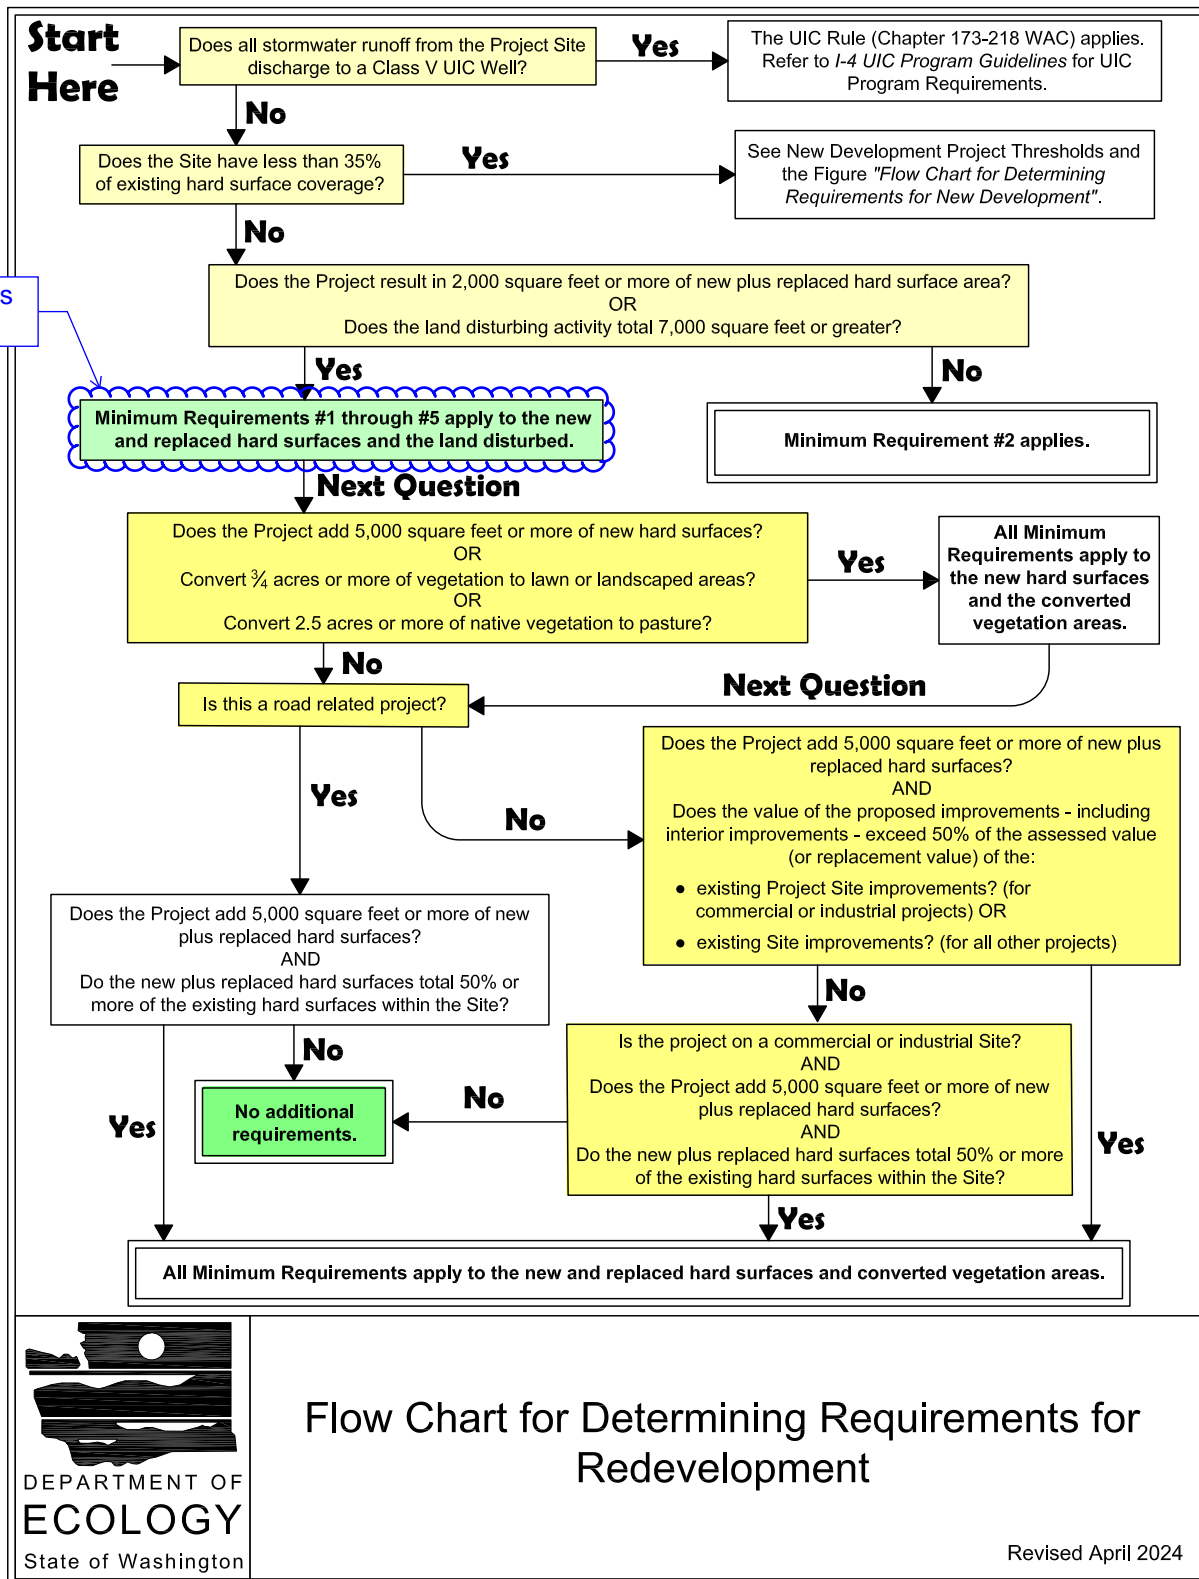 Start
Here
Does all stormwater runoff from the Project Site
discharge to a Class V UIC Well?
Yes
The UIC Rule (Chapter 173-218 WAC) applies.
Refer to I-4 UIC Program Guidelines for UIC
Program Requirements.
No
Does the Site have less than 35%
of existing hard surface coverage?
Yes
See New Development Project Thresholds and
the Figure "Flow Chart for Determining
Requirements for New Development".
No
Does the Project result in 2,000 square feet or more of new plus replaced hard surface area?
OR
Does the land disturbing activity total 7,000 square feet or greater?
s
Yes
No
Minimum Requirements #1 through #5 apply to the new
and replaced hard surfaces and the land disturbed.
Minimum Requirement #2 applies.
Next Question
Does the Project add 5,000 square feet or more of new hard surfaces?
OR
Convert ¾ acres or more of vegetation to lawn or landscaped areas?
OR
Convert 2.5 acres or more of native vegetation to pasture?
Yes
All Minimum
Requirements apply to
the new hard surfaces
and the converted
vegetation areas.
No
Next Question
Is this a road related project?
Yes
No
Does the Project add 5,000 square feet or more of new plus
replaced hard surfaces?
AND
Does the value of the proposed improvements - including
interior improvements - exceed 50% of the assessed value
(or replacement value) of the:
● existing Project Site improvements? (for
commercial or industrial projects) OR
● existing Site improvements? (for all other projects)
Does the Project add 5,000 square feet or more of new
plus replaced hard surfaces?
AND
Do the new plus replaced hard surfaces total 50% or
more of the existing hard surfaces within the Site?
No
Is the project on a commercial or industrial Site?
AND
Does the Project add 5,000 square feet or more of new
plus replaced hard surfaces?
AND
Do the new plus replaced hard surfaces total 50% or more
of the existing hard surfaces within the Site?
No
No additional
requirements.
No
Yes
Yes
Yes
All Minimum Requirements apply to the new and replaced hard surfaces and converted vegetation areas.
DEPARTMENT OF
ECOLOGY
State of Washington
Flow Chart for Determining Requirements for
Redevelopment
Revised April 2024